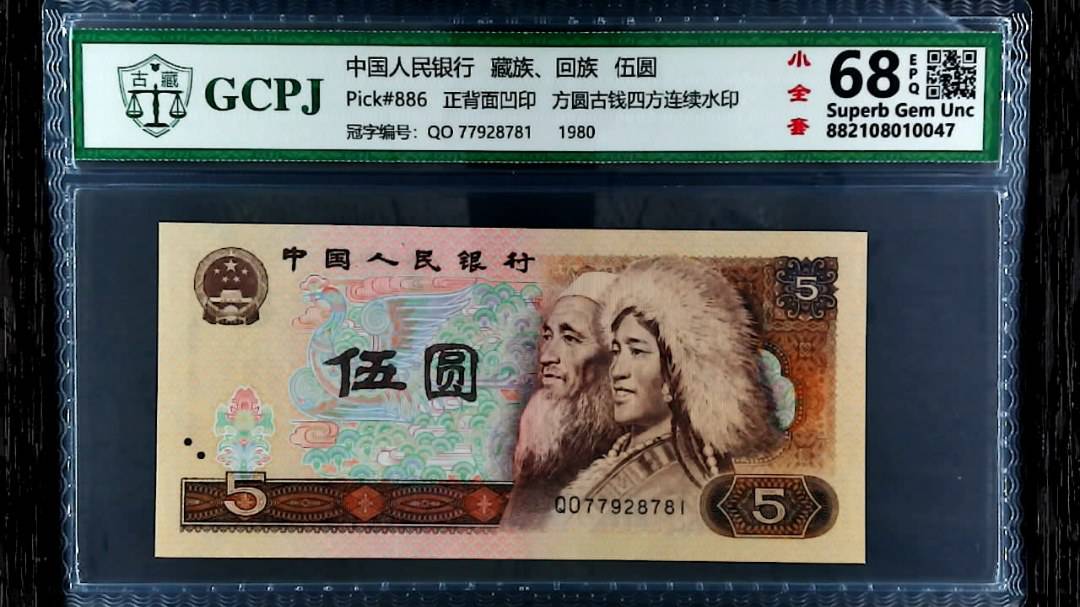 古藏
GCPJ
中国人民银行 藏族、回族 伍圆
Pick#886 正背面凹印 方圆古钱四方连续水印
冠字编号: QO 77928781 1980
小全套
68
EPQ
Superb Gem Unc
882108010047
中国人民银行
5
伍圆
5
QO77928781
5